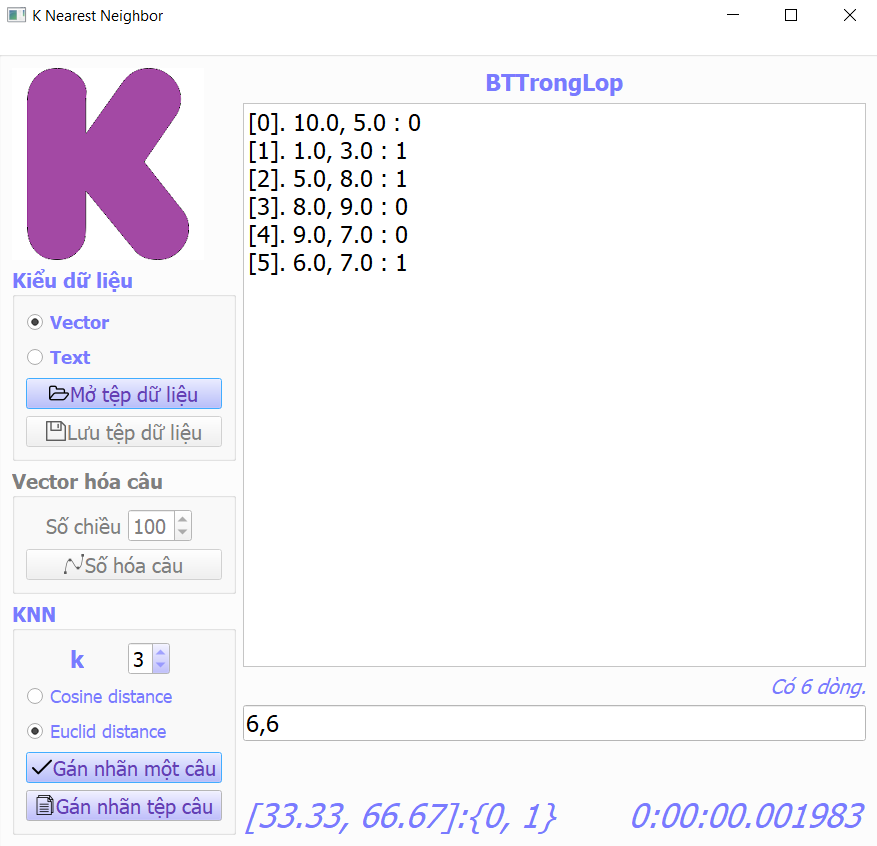 K Nearest Neighbor
K
BTTrongLop
[0]. 10.0, 5.0 : 0
[1]. 1.0, 3.0 : 1
[2]. 5.0, 8.0 : 1
[3]. 8.0, 9.0 : 0
[4]. 9.0, 7.0 : 0
[5]. 6.0, 7.0 : 1
Kiểu dữ liệu
Vector
Text
Mở tệp dữ liệu
Lưu tệp dữ liệu
Vector hóa câu
Số chiều 100
Số hóa câu
KNN
k 3
Cosine distance
Euclid distance
Gán nhãn một câu
Gán nhãn tệp câu
Có 6 dòng.
6,6
[33.33, 66.67]:{0, 1} 0:00:00.001983